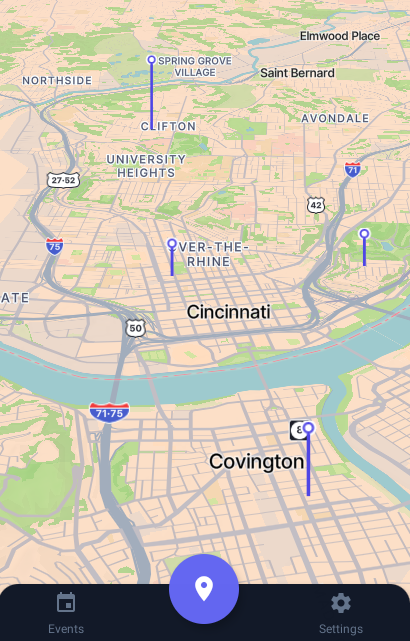 Elmwood Place
SPRING GROVE
VILLAGE
Saint Bernard
NORTHSIDE
CLIFTON
AVONDALE
UNIVERSITY
HEIGHTS
71
27-52
42
75
VER-THE-
RHINE
ATE
Cincinnati
50
71-75
8
Covington
Events
Settings